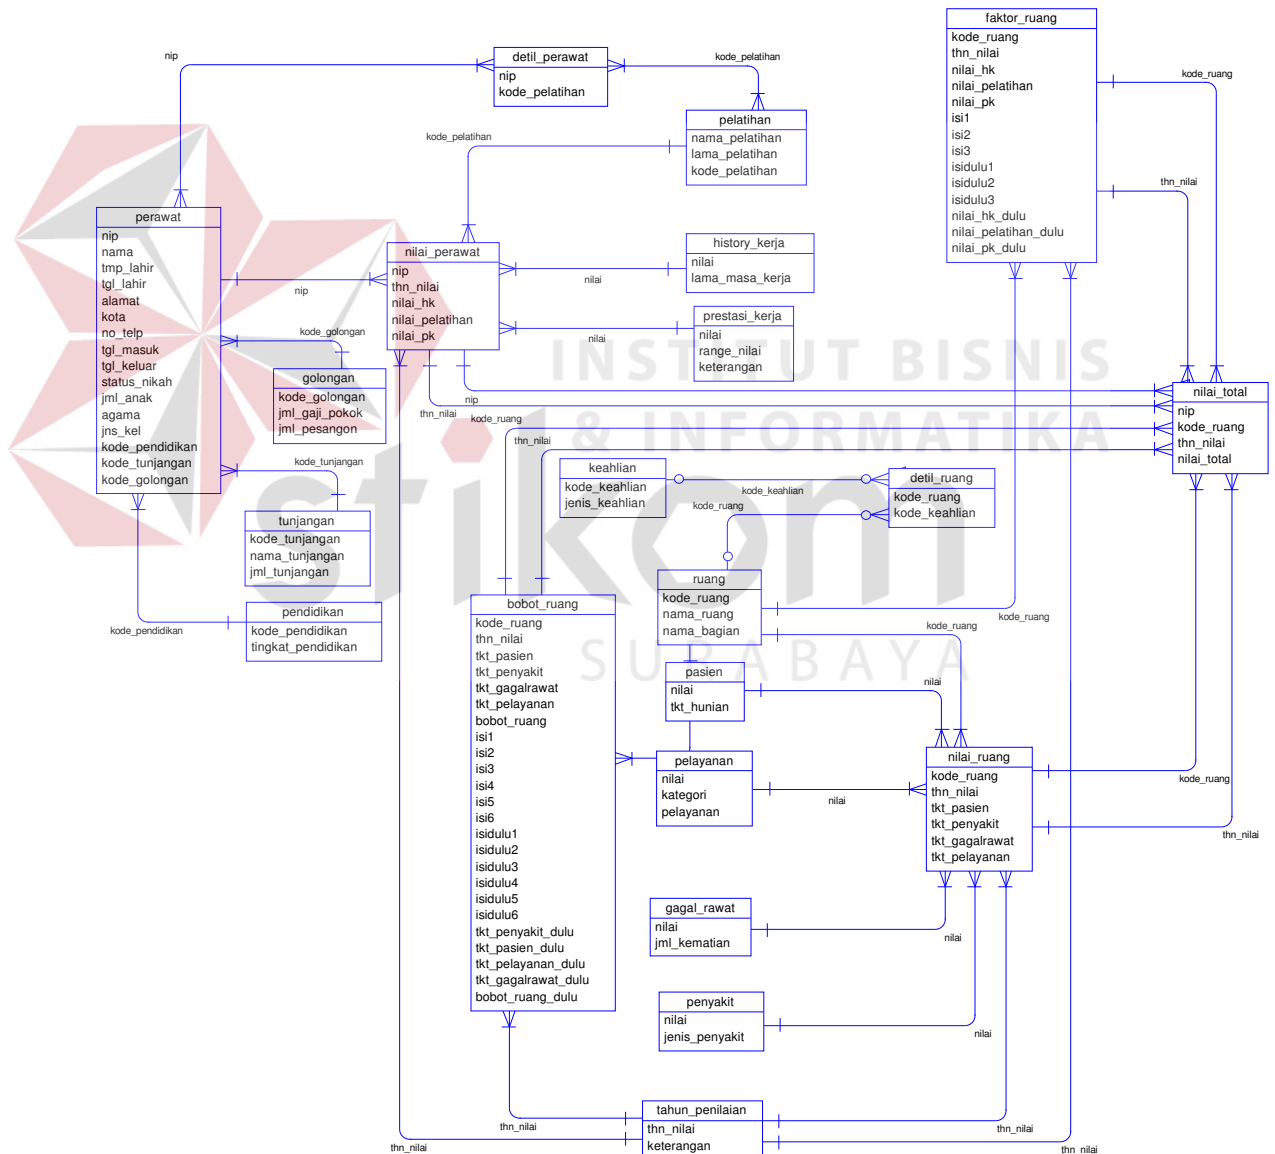 faktor_ruang
kode_ruang
thn_nilai
nilai_hk
nilai_pelatihan
nilai_pk
isi1
isi2
isi3
isidulu1
isidulu2
isidulu3
nilai_hk_dulu
nilai_pelatihan_dulu
nilai_pk_dulu
nip
detil_perawat
nip
kode_pelatihan
kode_pelatihan
kode_ruang
pelatihan
nama_pelatihan
lama_pelatihan
kode_pelatihan
kode_pelatihan
thn_nilai
perawat
nip
nama
tmp_lahir
tgl_lahir
alamat
kota
no_telp
tgl_masuk
tgl_keluar
status_nikah
jml_anak
agama
jns_kel
kode_pendidikan
kode_tunjangan
kode_golongan
nip
nilai_perawat
nip
thn_nilai
nilai_hk
nilai_pelatihan
nilai_pk
history_kerja
nilai
lama_masa_kerja
nilai
prestasi_kerja
nilai
range_nilai
keterangan
nilai
kode_golongan
golongan
kode_golongan
jml_gaji_pokok
jml_pesangon
INSTITUT BISNIS
& INFORMATIKA
stikom
SURABAYA
nip
thn_nilai
kode_ruang
thn_nilai
nilai_total
nip
kode_ruang
thn_nilai
nilai_total
kode_tunjangan
tunjangan
kode_tunjangan
nama_tunjangan
jml_tunjangan
keahlian
kode_keahlian
jenis_keahlian
kode_keahlian
detil_ruang
kode_ruang
kode_keahlian
kode_ruang
pendidikan
kode_pendidikan
tingkat_pendidikan
kode_pendidikan
ruang
kode_ruang
nama_ruang
nama_bagian
kode_ruang
kode_ruang
bobot_ruang
kode_ruang
thn_nilai
tkt_pasien
tkt_penyakit
tkt_gagalrawat
tkt_pelayanan
bobot_ruang
isi1
isi2
isi3
isi4
isi5
isi6
isidulu1
isidulu2
isidulu3
isidulu4
isidulu5
isidulu6
tkt_penyakit_dulu
tkt_pasien_dulu
tkt_pelayanan_dulu
tkt_gagalrawat_dulu
bobot_ruang_dulu
pasien
nilai
tkt_hunian
nilai
pelayanan
nilai
kategori
pelayanan
nilai
nilai_ruang
kode_ruang
thn_nilai
tkt_pasien
tkt_penyakit
tkt_gagalrawat
tkt_pelayanan
kode_ruang
thn_nilai
gagal_rawat
nilai
jml_kematian
nilai
penyakit
nilai
jenis_penyakit
nilai
tahun_penilaian
thn_nilai
keterangan
thn_nilai
thn_nilai
thn_nilai
thn_nilai